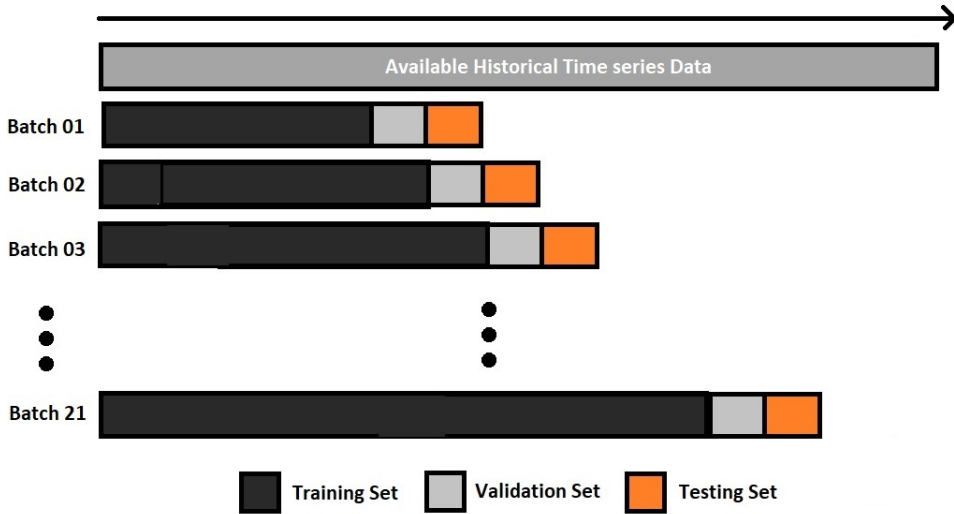 Available Historical Time series Data
Batch 01
Batch 02
Batch 03
Batch 21
Training Set
Validation Set
Testing Set